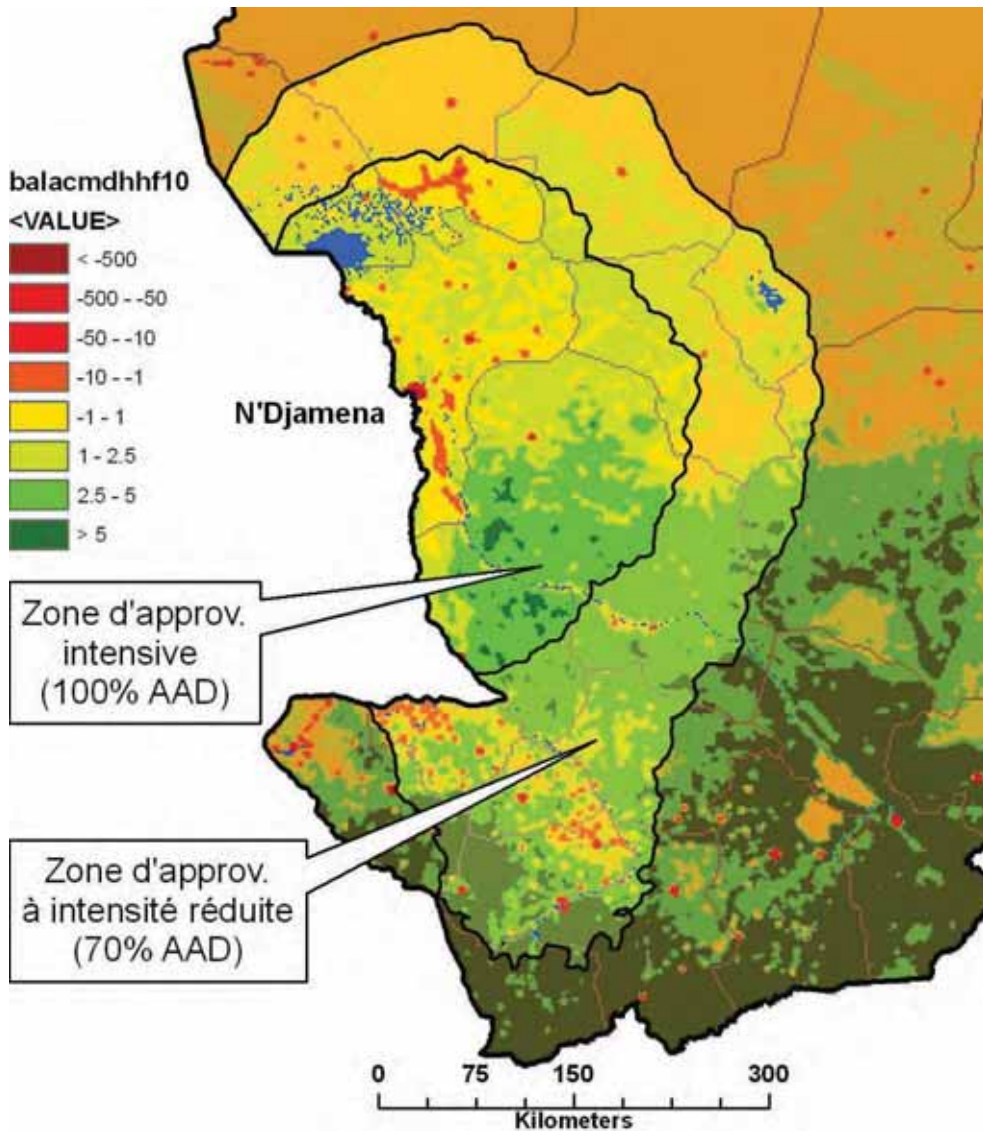 balacmdhhf10
<VALUE>
< -500
-500 - -50
-50 - -10
-10 - -1
-1 - 1
1 - 2.5
2.5 - 5
> 5
N'Djamena
Zone d'approv.
intensive
(100% AAD)
Zone d'approv.
à intensité réduite
(70% AAD)
0 75 150 300
Kilometers